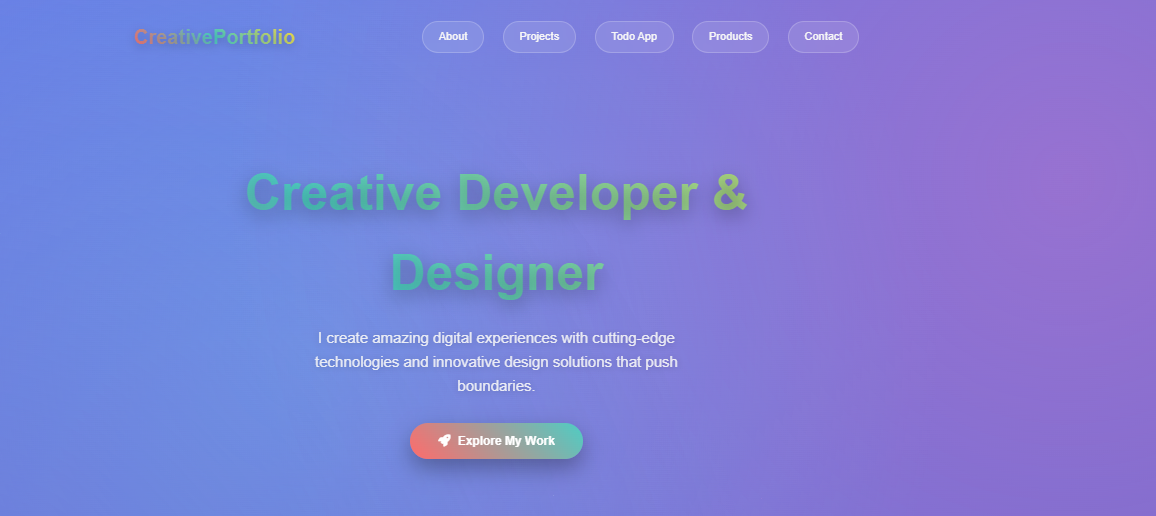 CreativePortfolio
About
Projects
Todo App
Products
Contact
Creative Developer &
Designer
I create amazing digital experiences with cutting-edge
technologies and innovative design solutions that push
boundaries.
Explore My Work